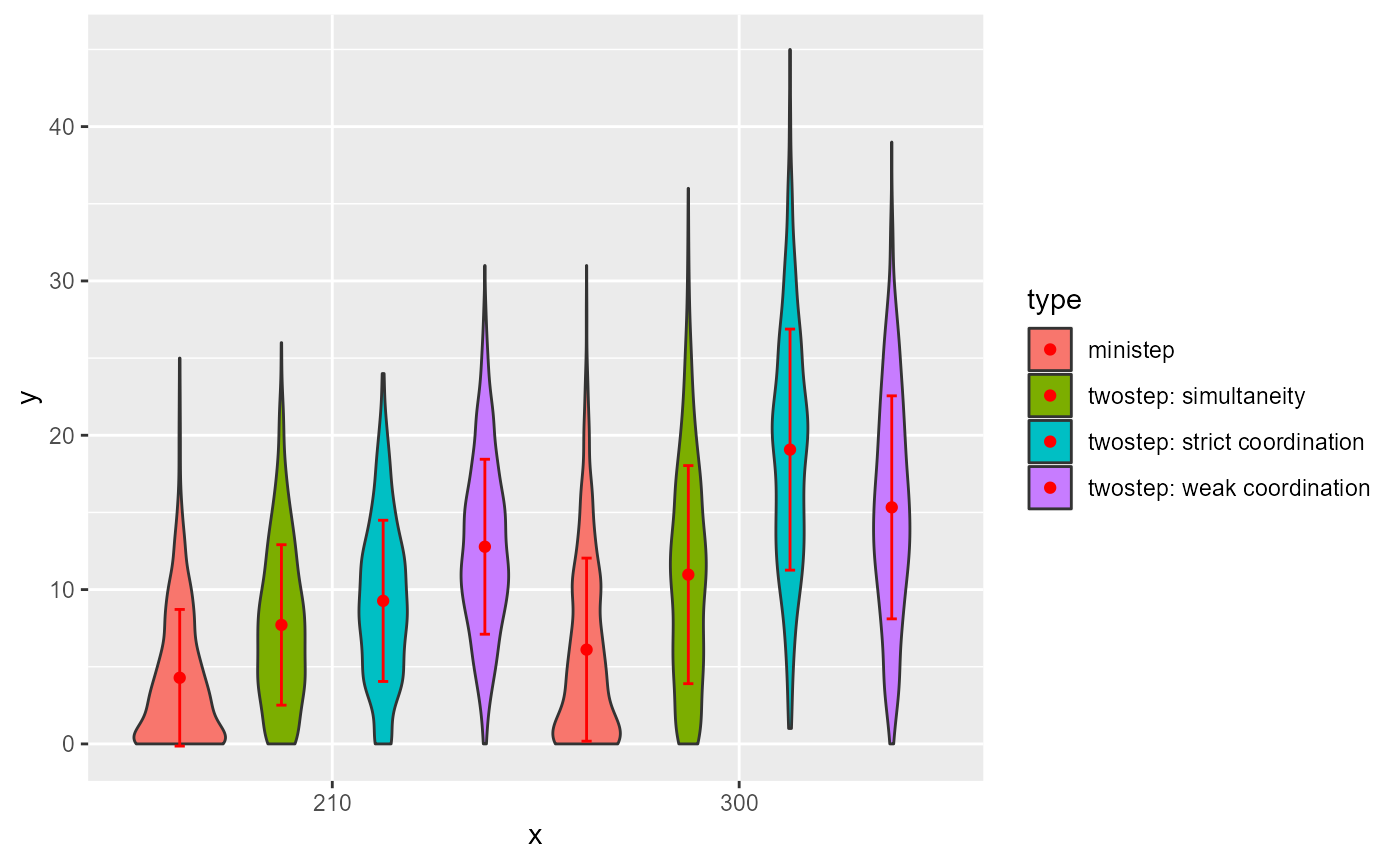 40
30
20
10
0
y
210
300
x
type
ministep
twostep: simultaneity
twostep: strict coordination
twostep: weak coordination